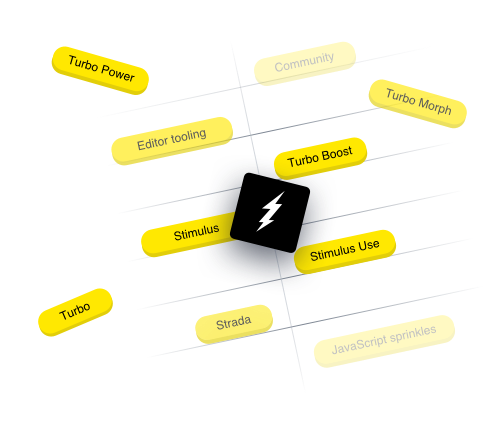 Turbo Power
Community
Turbo Morph
Editor tooling
Turbo Boost
Stimulus
Stimulus Use
Turbo
Strada
JavaScript sprinkles